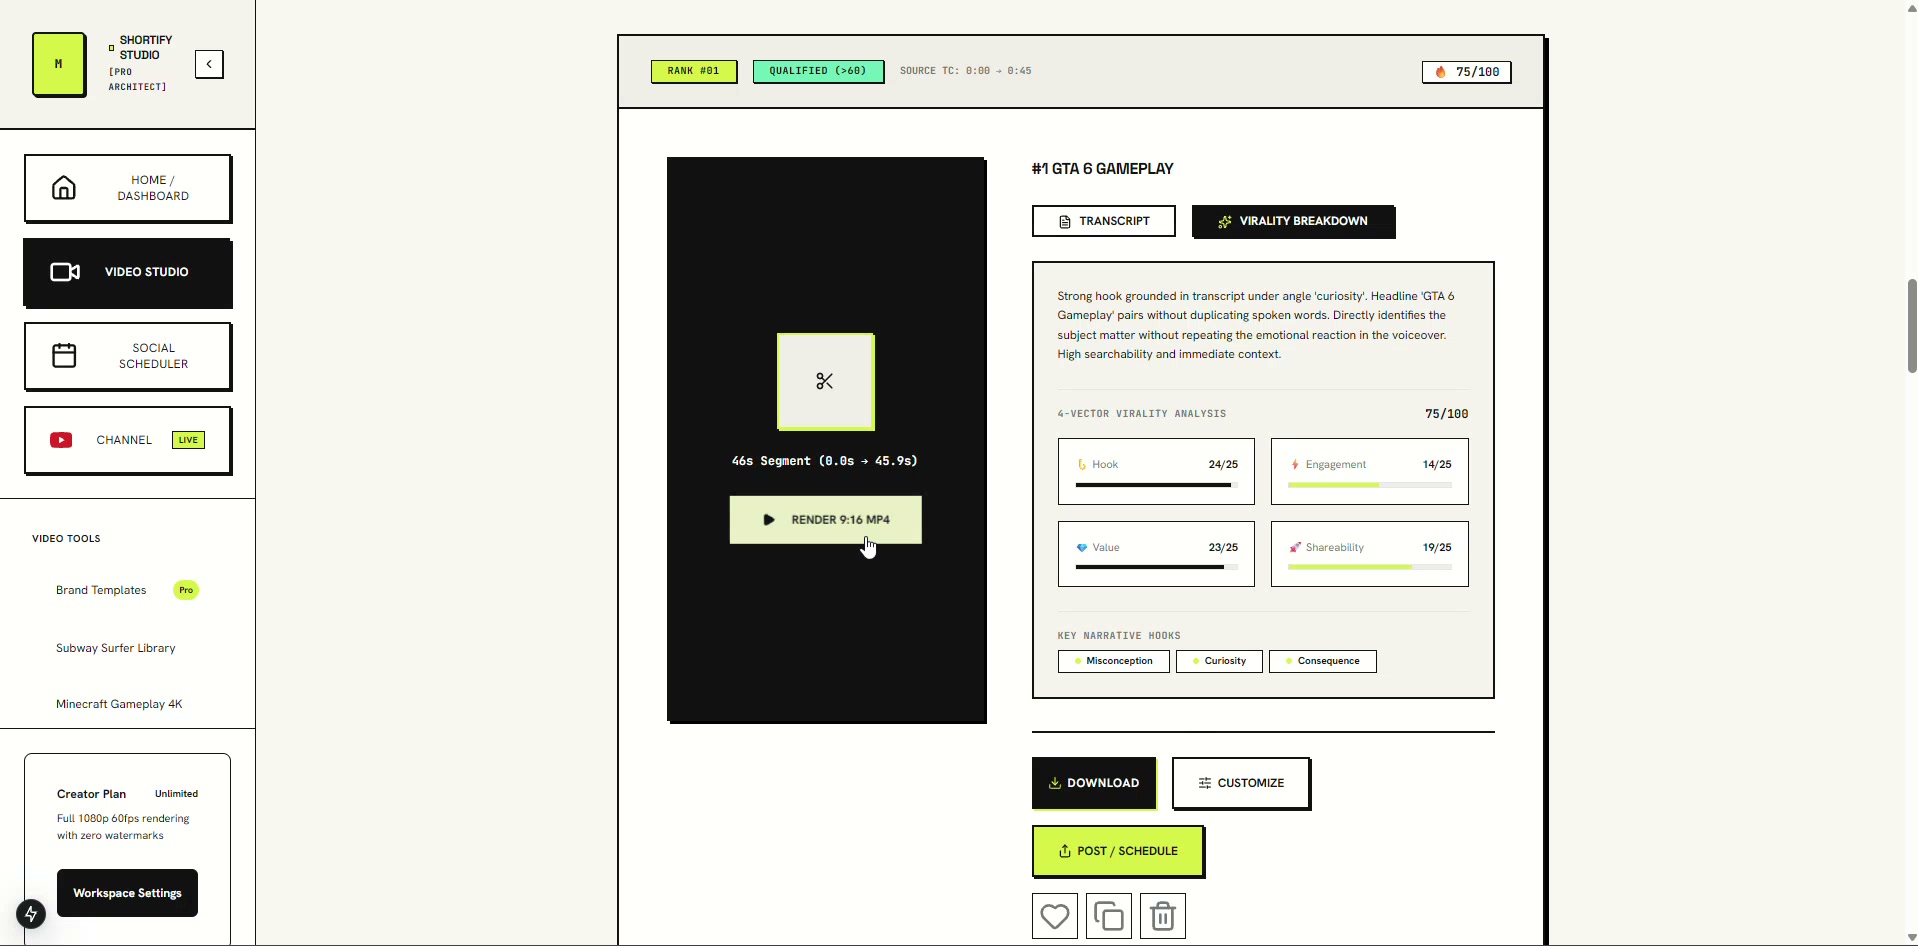 M
SHORTIFY
STUDIO
[PRO
ARCHITECT]
HOME /
DASHBOARD
VIDEO STUDIO
SOCIAL
SCHEDULER
CHANNEL
LIVE
VIDEO TOOLS
Brand Templates
Pro
Subway Surfer Library
Minecraft Gameplay 4K
Creator Plan
Unlimited
Full 1080p 60fps rendering
with zero watermarks
Workspace Settings
RANK #01
QUALIFIED (>60)
SOURCE TC: 0:00 → 0:45
75/100
46s Segment (0.0s → 45.9s)
RENDER 9:16 MP4
#1 GTA 6 GAMEPLAY
TRANSCRIPT
VIRALITY BREAKDOWN
Strong hook grounded in transcript under angle 'curiosity'. Headline 'GTA 6
Gameplay' pairs without duplicating spoken words. Directly identifies the
subject matter without repeating the emotional reaction in the voiceover.
High searchability and immediate context.
4-VECTOR VIRALITY ANALYSIS
75/100
Hook
24/25
Engagement
14/25
Value
23/25
Shareability
19/25
KEY NARRATIVE HOOKS
Misconception
Curiosity
Consequence
DOWNLOAD
CUSTOMIZE
POST / SCHEDULE